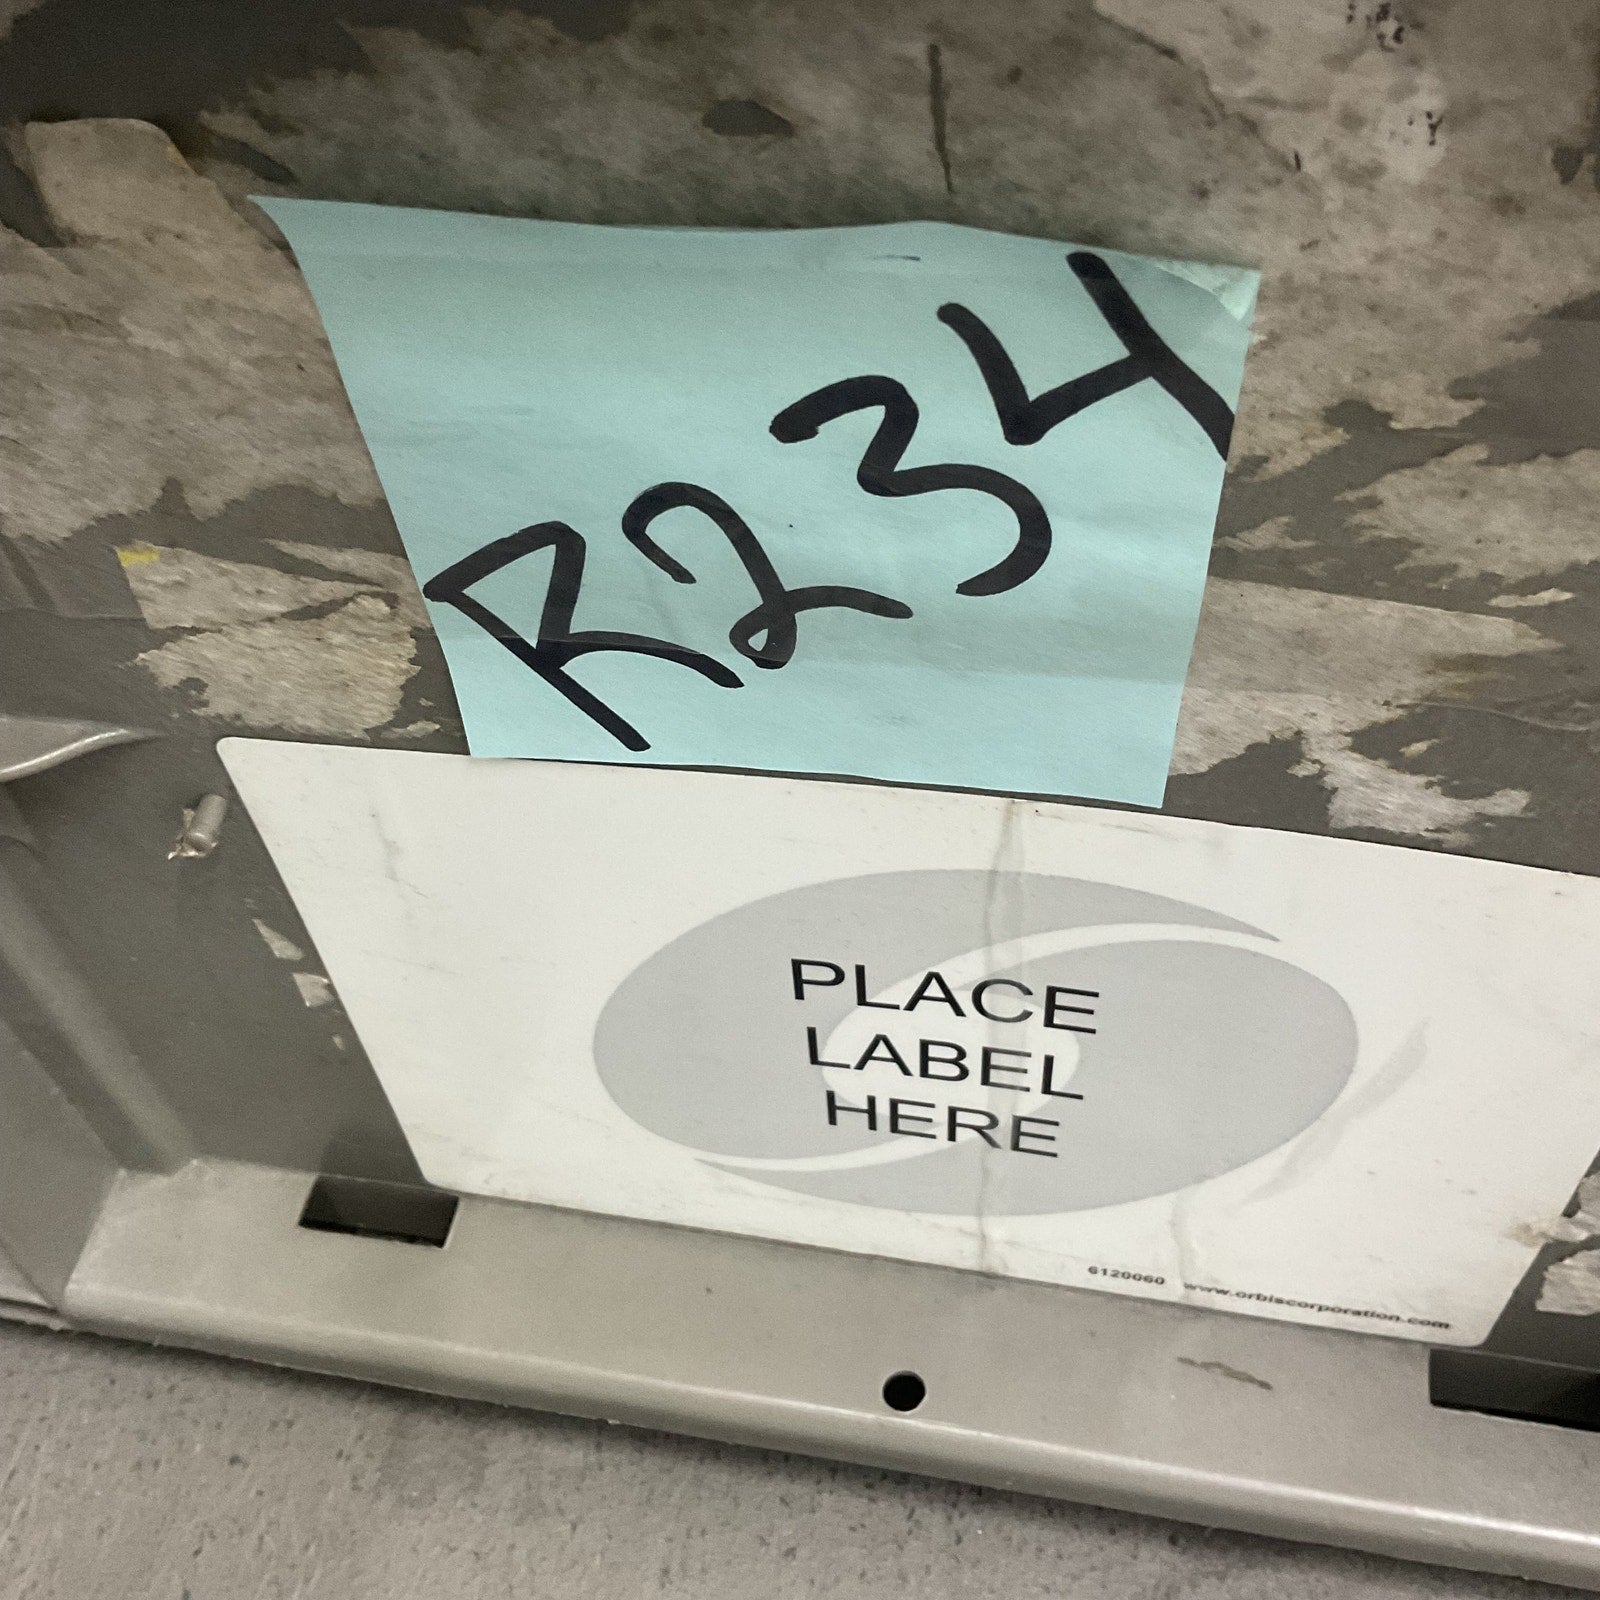 R234
PLACE
LABEL
HERE
6120060 www.orbiscorporation.com